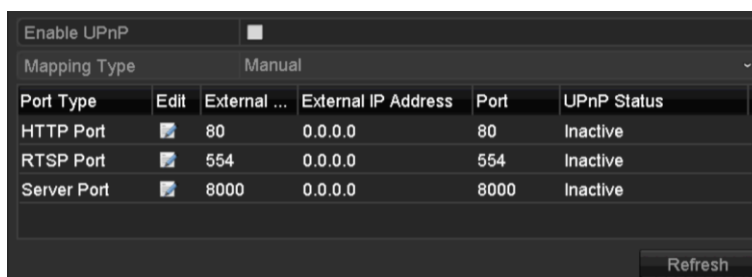 Enable UPnP
Mapping Type Manual
Port Type Edit External ... External IP Address Port UPnP Status
HTTP Port 80 0.0.0.0 80 Inactive
RTSP Port 554 0.0.0.0 554 Inactive
Server Port 8000 0.0.0.0 8000 Inactive
Refresh